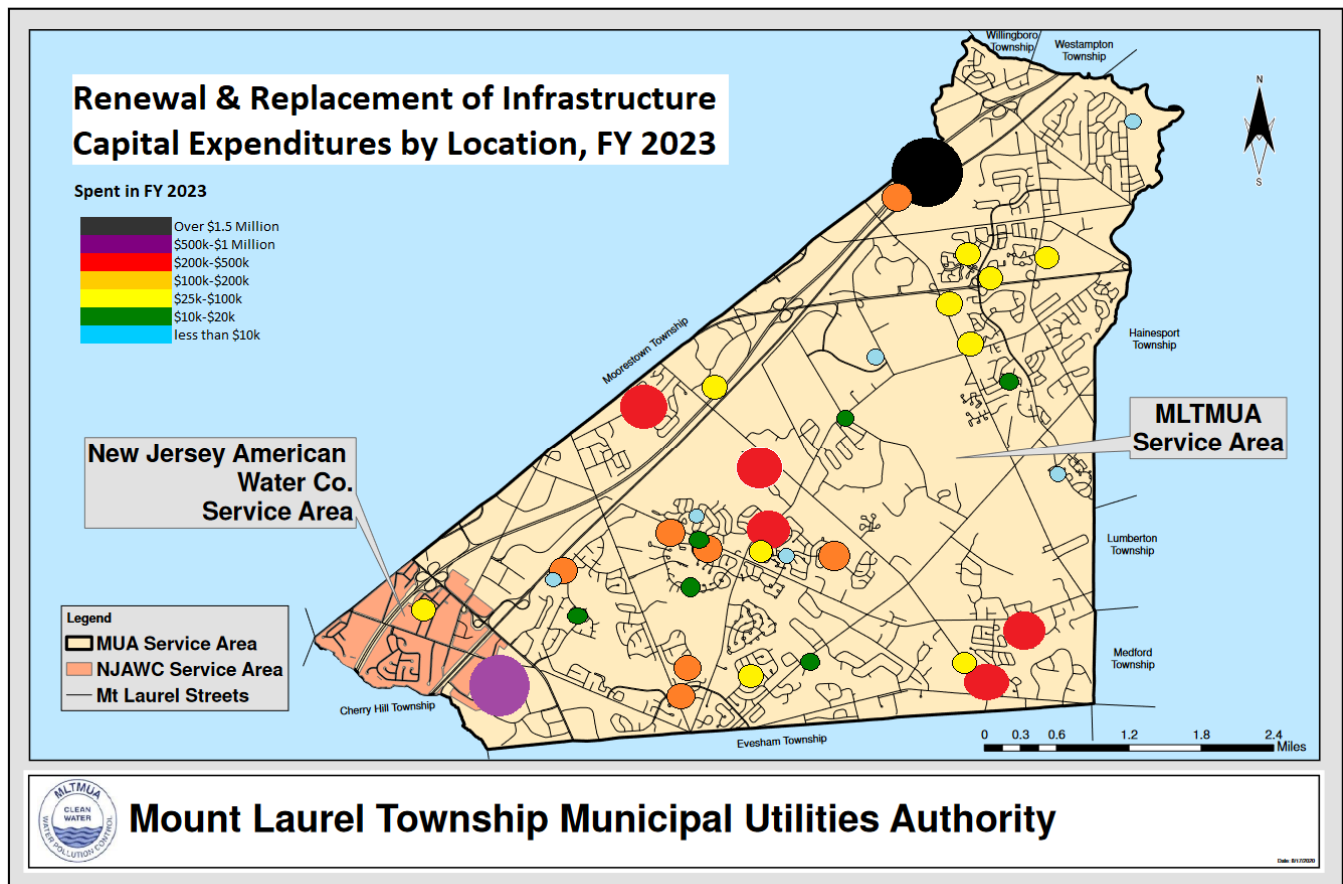 Renewal & Replacement of Infrastructure
Capital Expenditures by Location, FY 2023
Spent in FY 2023
Over $1.5 Million
$500k-$1 Million
$200k-$500k
$100k-$200k
$25k-$100k
$10k-$20k
less than $10k
Willingboro
Township
Westampton
Township
N
S
Moorestown Township
Hainesport
Township
MLTMUA
Service Area
New Jersey American
Water Co.
Service Area
Lumberton
Township
Medford
Township
Legend
MUA Service Area
NJAWC Service Area
Mt Laurel Streets
Cherry Hill Township
Evesham Township
0 0.3 0.6 1.2 1.8 2.4
Miles
MLTMUA
CLEAN
WATER
WATER POLLUTION CONTROL
Mount Laurel Township Municipal Utilities Authority
Date: 8/17/2020